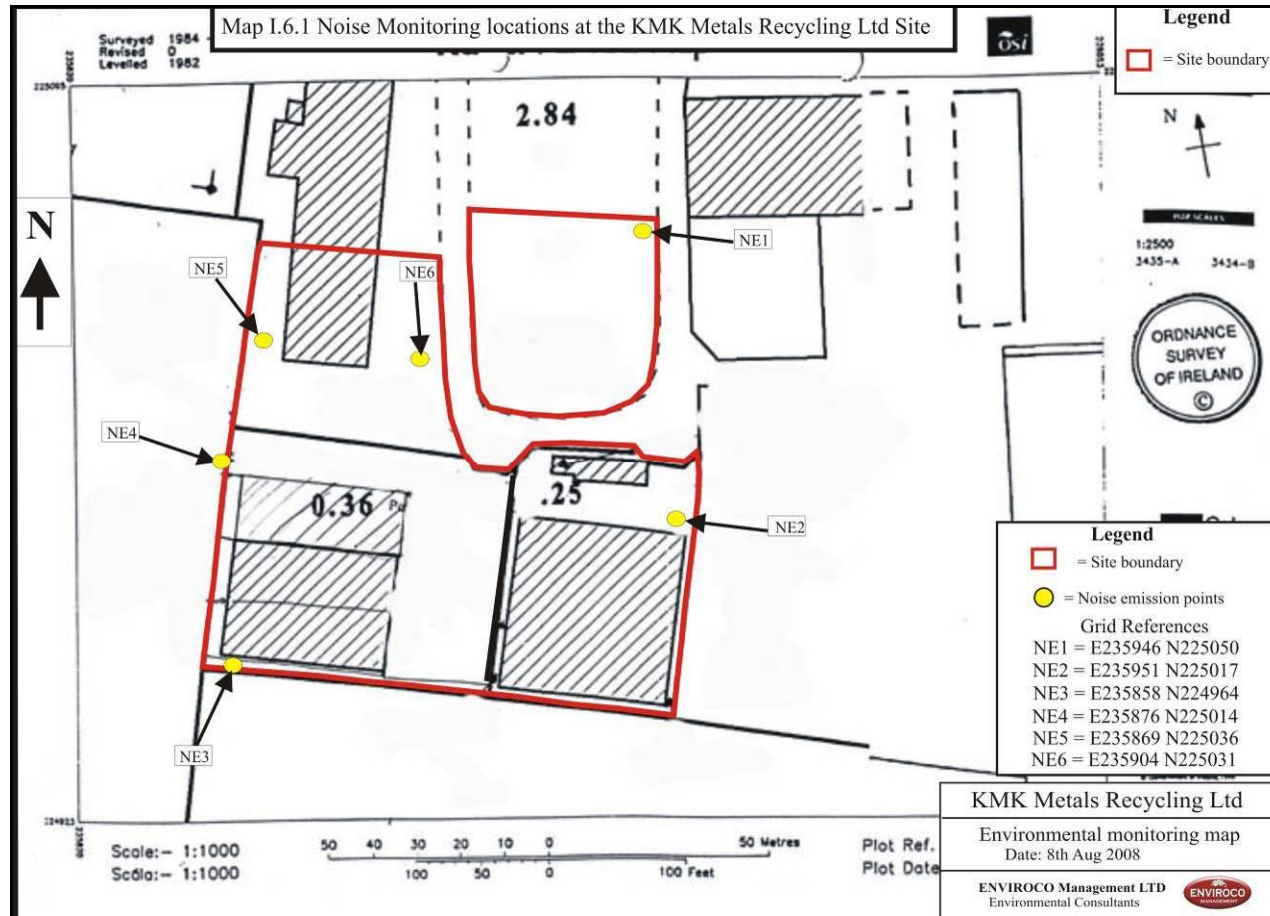 Map I.6.1 Noise Monitoring locations at the KMK Metals Recycling Ltd Site
Surveyed 1984
Revised 0
Levelled 1982
osi
Legend
= Site boundary
225095
2.84
N
MAP SCALES
1:2500
3435-A 3434-B
ORDNANCE
SURVEY
OF IRELAND
©
N
NE1
NE5
NE6
NE4
0.36
.25
NE2
NE3
Legend
= Site boundary
= Noise emission points
Grid References
NE1 = E235946 N225050
NE2 = E235951 N225017
NE3 = E235858 N224964
NE4 = E235876 N225014
NE5 = E235869 N225036
NE6 = E235904 N225031
KMK Metals Recycling Ltd
Environmental monitoring map
Date: 8th Aug 2008
ENVIROCO Management LTD
Environmental Consultants
ENVIROCO
MANAGEMENT
Scale:- 1:1000
Scála:- 1:1000
50 40 30 20 10 0 50 Metres
100 50 0 100 Feet
Plot Ref.
Plot Date